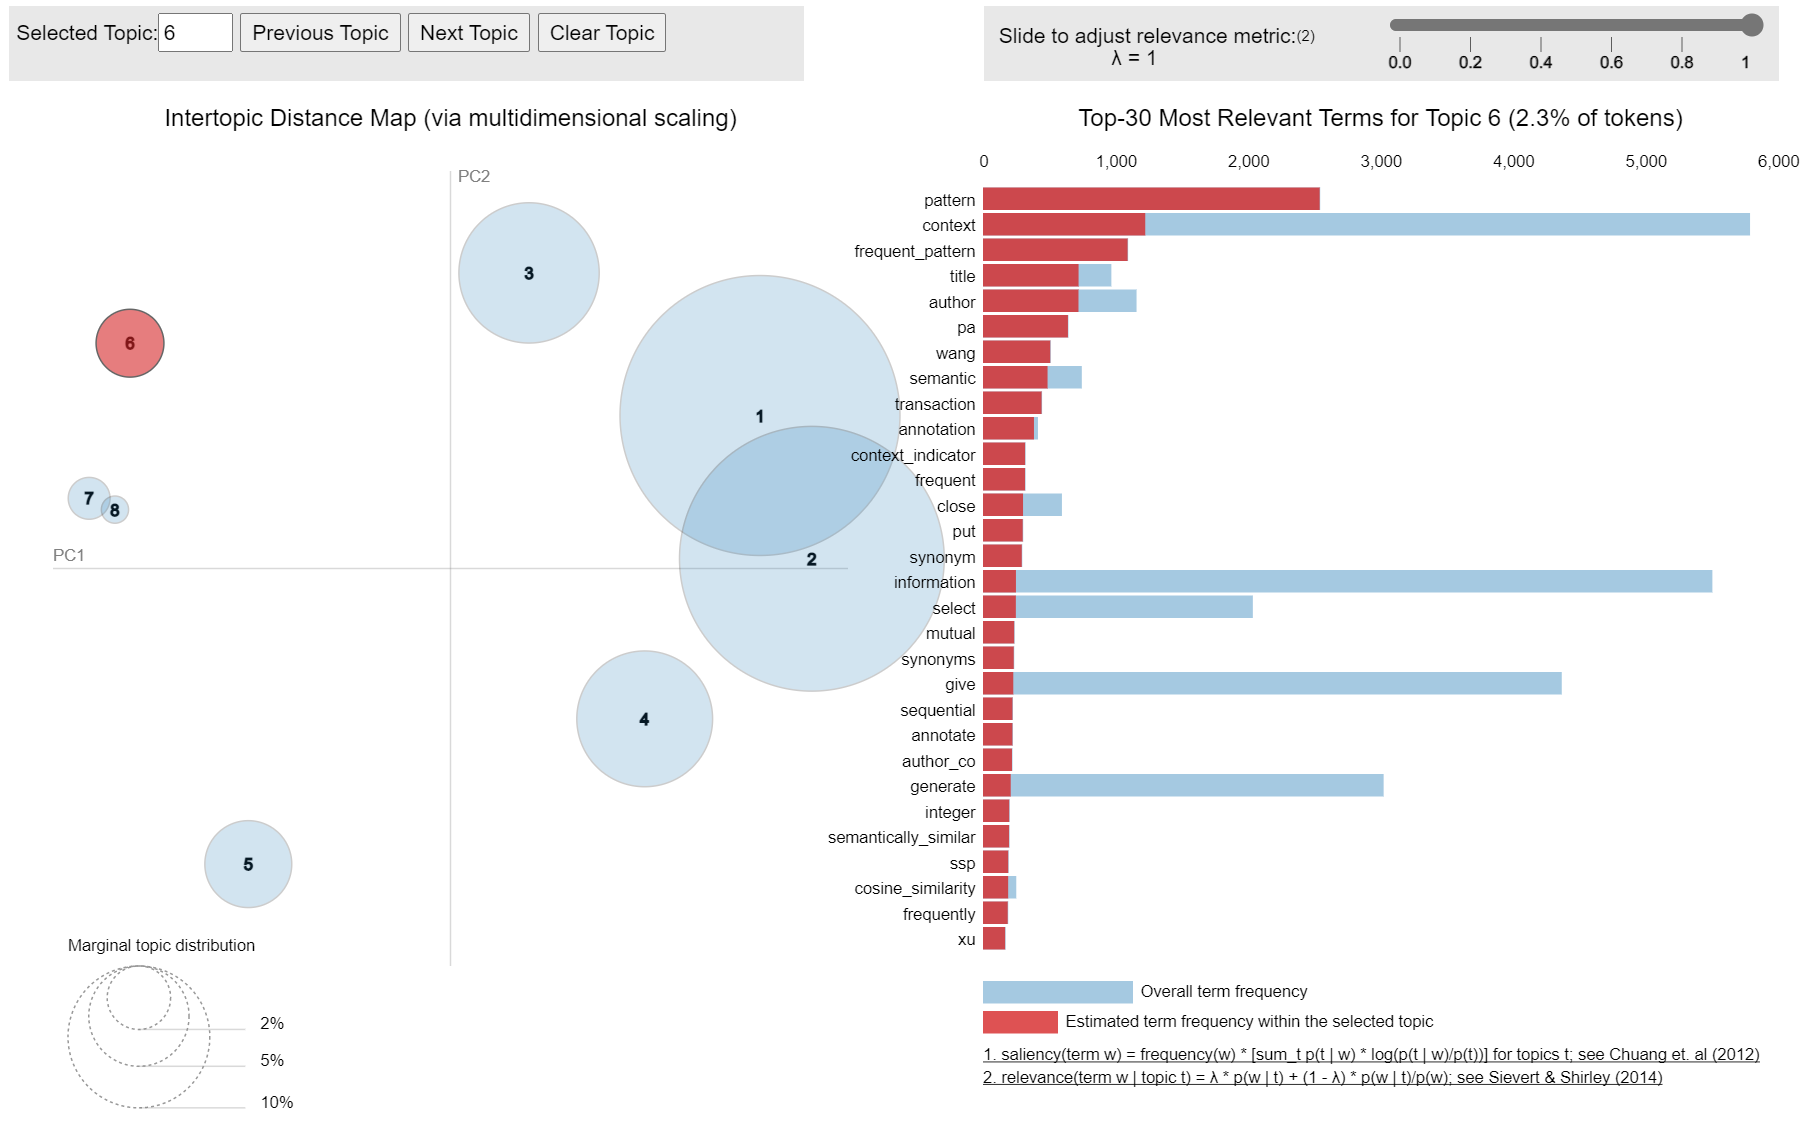 Selected Topic: 6 Previous Topic Next Topic Clear Topic
Slide to adjust relevance metric:(2)
λ = 1
0.0 0.2 0.4 0.6 0.8 1
Intertopic Distance Map (via multidimensional scaling)
PC2
3
1
6
7
8
PC1
2
4
5
Marginal topic distribution
2%
5%
10%
Top-30 Most Relevant Terms for Topic 6 (2.3% of tokens)
0 1,000 2,000 3,000 4,000 5,000 6,000
pattern
context
frequent_pattern
title
author
pa
wang
semantic
transaction
annotation
context_indicator
frequent
close
put
synonym
information
select
mutual
synonyms
give
sequential
annotate
author_co
generate
integer
semantically_similar
ssp
cosine_similarity
frequently
xu
Overall term frequency
Estimated term frequency within the selected topic
1. saliency(term w) = frequency(w) * [sum_t p(t | w) * log(p(t | w)/p(t))] for topics t; see Chuang et. al (2012)
2. relevance(term w | topic t) = λ * p(w | t) + (1 - λ) * p(w | t)/p(w); see Sievert & Shirley (2014)